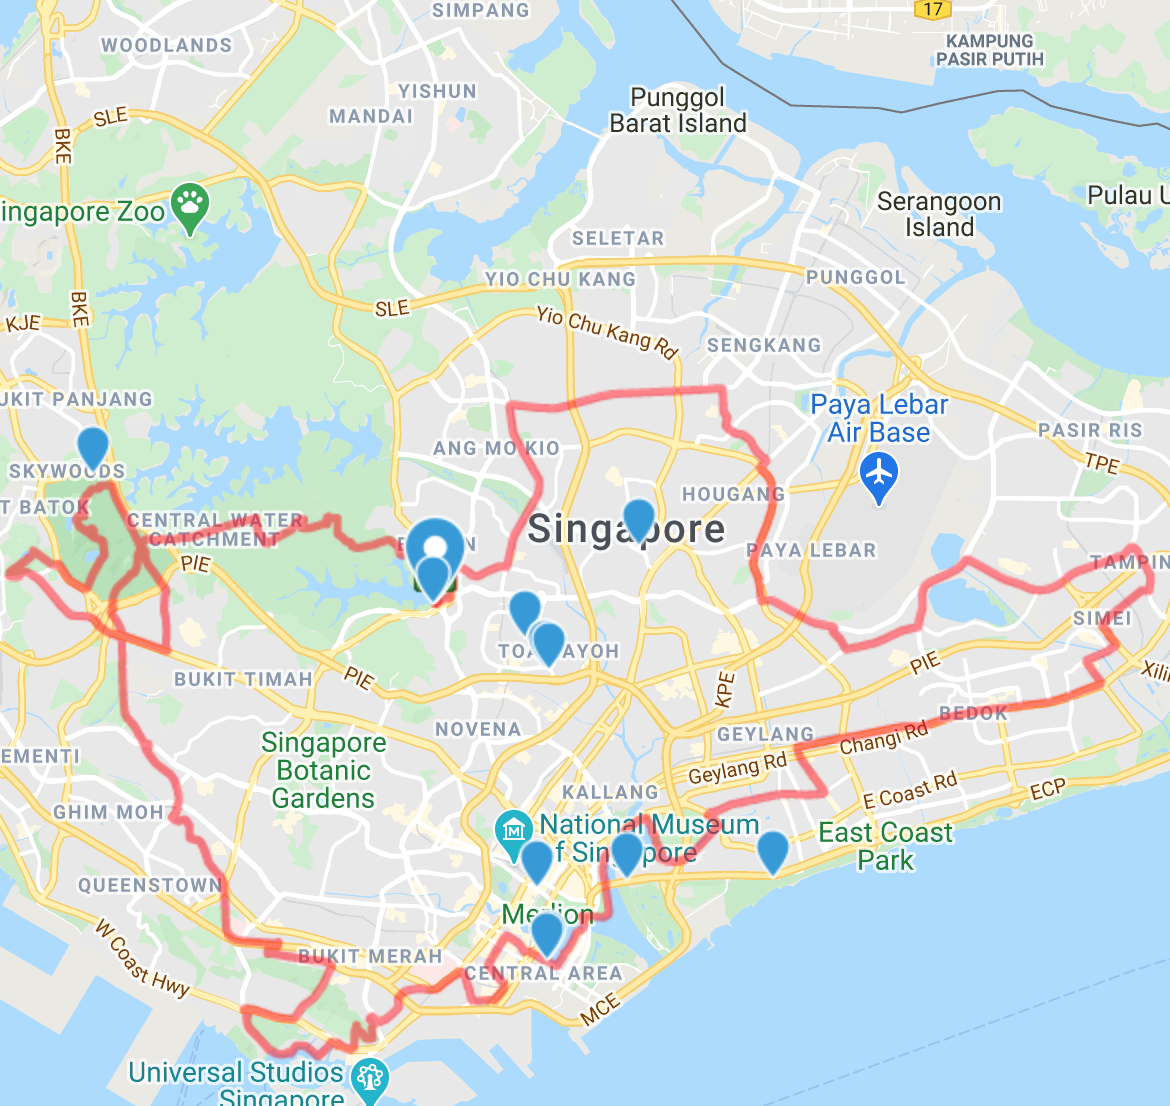 SIMPANG
17
KAMPUNG
PASIR PUTIH
WOODLANDS
YISHUN
MANDAI
SLE
BKE
Punggol
Barat Island
ingapore Zoo
Serangoon
Island
Pulau U
SELETAR
YIO CHU KANG
PUNGGOL
BKE
KJE
SLE
Yio Chu Kang Rd
SENGKANG
UKIT PANJANG
Paya Lebar
Air Base
PASIR RIS
TPE
ANG MO KIO
SKYWOODS
HOUGANG
T BATOK
CENTRAL WATER
CATCHMENT
Singapore
PAYA LEBAR
PIE
TAMPIN
SIMEI
TOA PAYOH
PIE
Xilin
BUKIT TIMAH
PIE
KPE
BEDOK
NOVENA
GEYLANG
Changi Rd
Singapore
Botanic
Gardens
EMENTI
Geylang Rd
KALLANG
E Coast Rd
ECP
GHIM MOH
National Museum
f Singapore
East Coast
Park
QUEENSTOWN
Merlion
W Coast Hwy
BUKIT MERAH
CENTRAL AREA
MCE
Universal Studios
Singapore